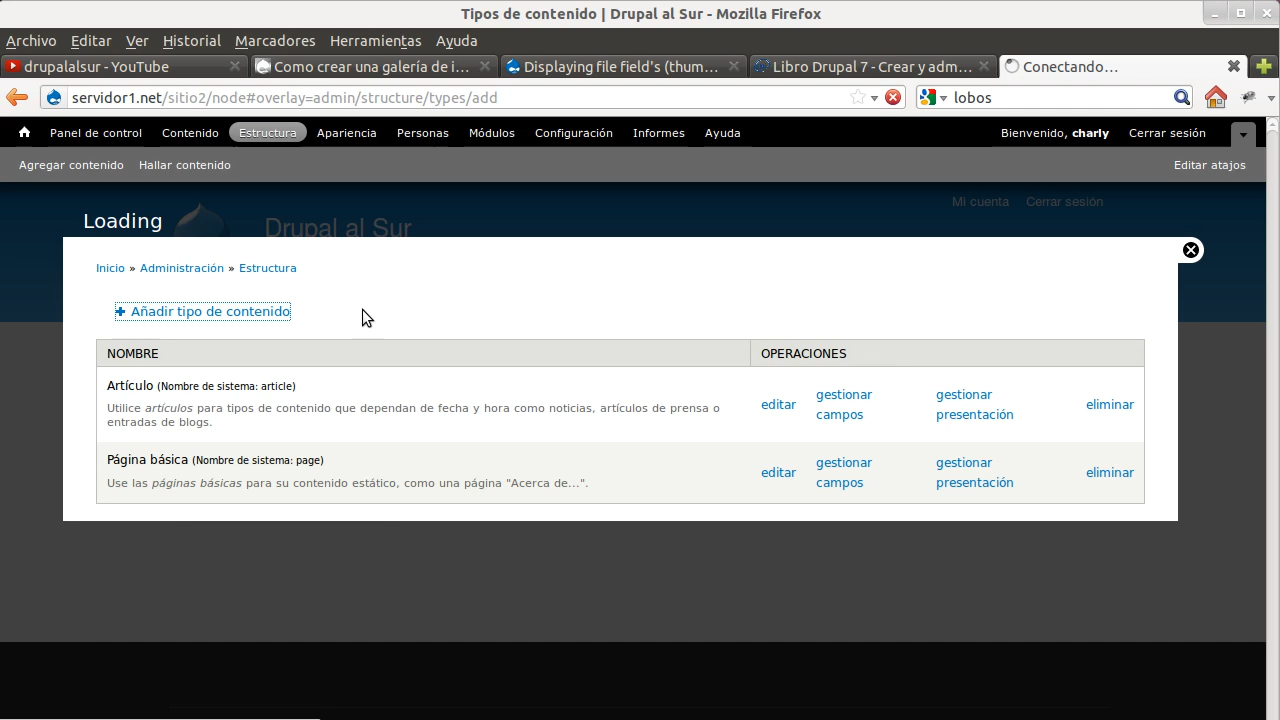 Tipos de contenido | Drupal al Sur - Mozilla Firefox
Archivo Editar Ver Historial Marcadores Herramientas Ayuda
drupalalsur - YouTube Como crear una galería de i... Displaying file field's (thum... Libro Drupal 7 - Crear y adm... Conectando...
servidor1.net/sitio2/node#overlay=admin/structure/types/add lobos
Panel de control Contenido Estructura Apariencia Personas Módulos Configuración Informes Ayuda Bienvenido, charly Cerrar sesión
Agregar contenido Hallar contenido Editar atajos
Mi cuenta Cerrar sesión
Loading
Drupal al Sur
Inicio » Administración » Estructura
Añadir tipo de contenido
NOMBRE OPERACIONES
Artículo (Nombre de sistema: article)
Utilice artículos para tipos de contenido que dependan de fecha y hora como noticias, artículos de prensa o
entradas de blogs.
editar gestionar campos gestionar presentación eliminar
Página básica (Nombre de sistema: page)
Use las páginas básicas para su contenido estático, como una página "Acerca de...".
editar gestionar campos gestionar presentación eliminar